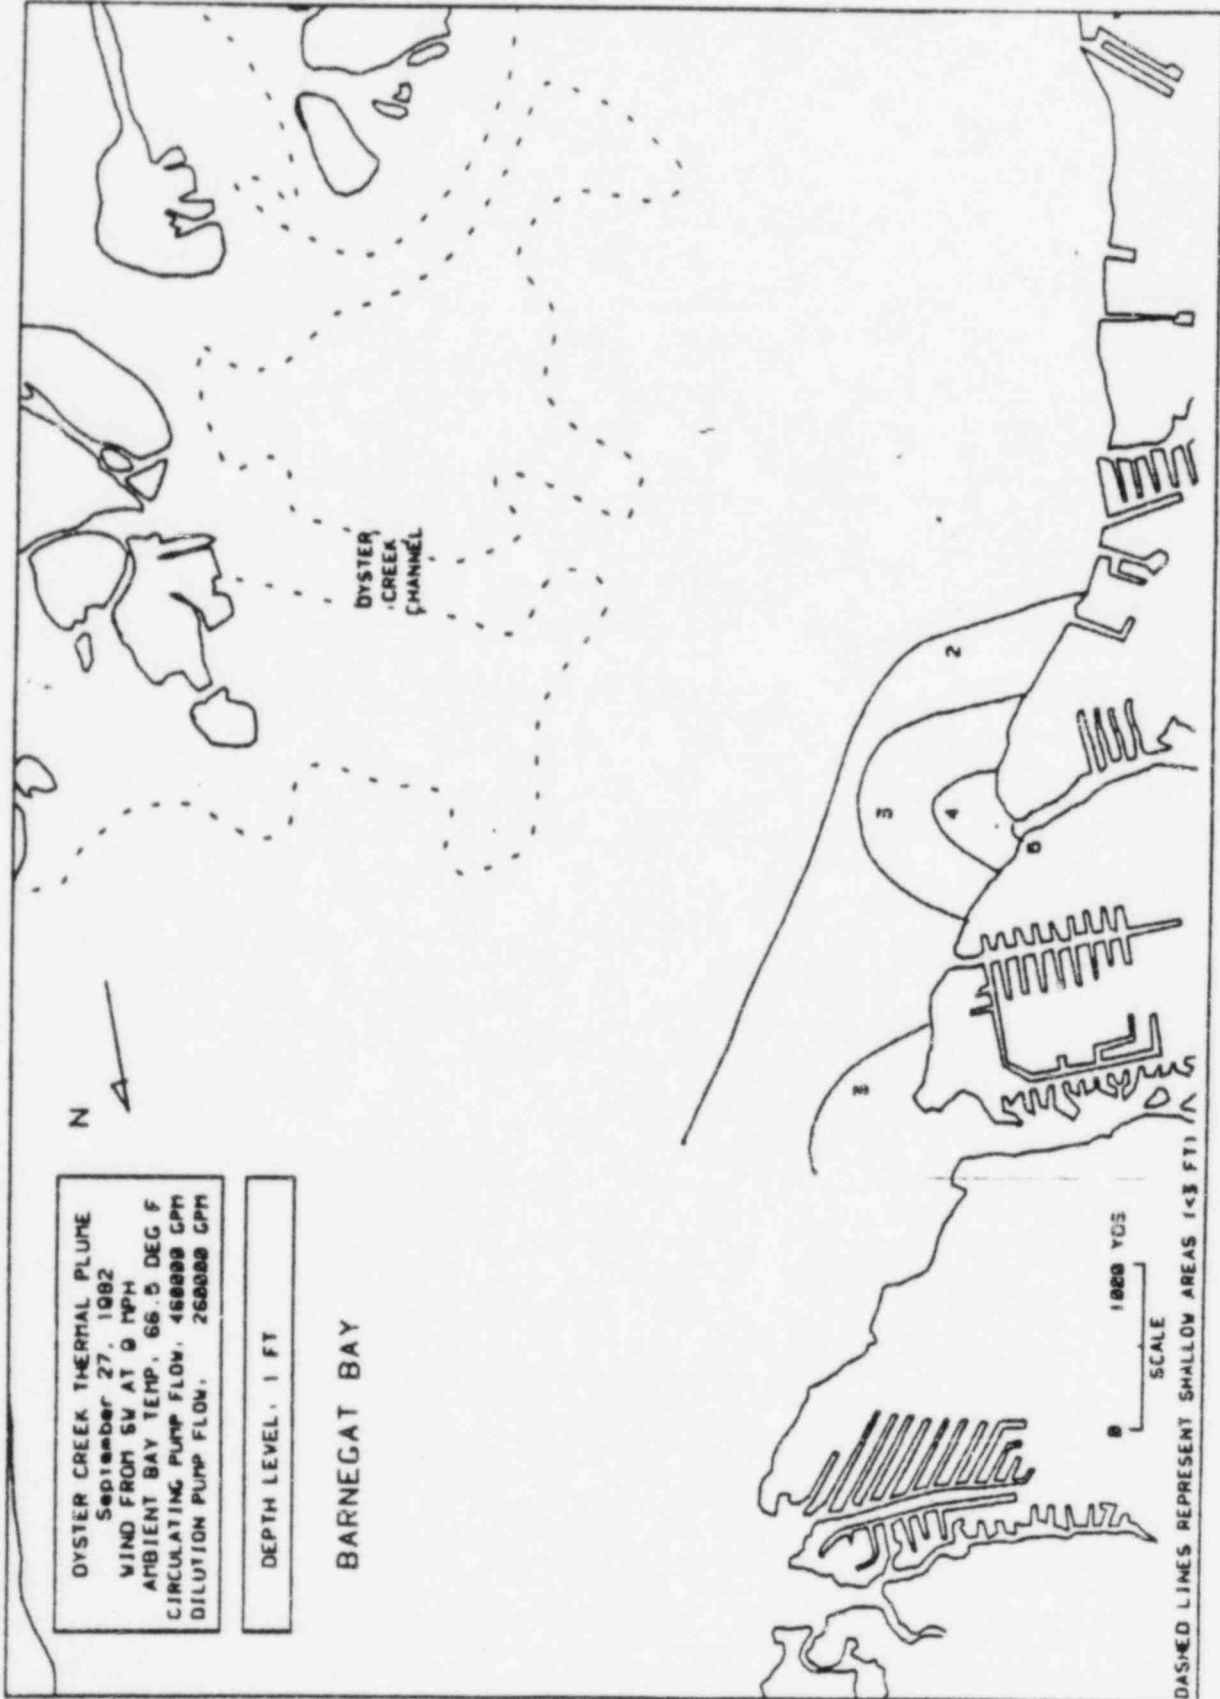 OYSTER CREEK THERMAL PLUME
September 27, 1982
WIND FROM SW AT 9 MPH
AMBIENT BAY TEMP, 66.5 DEG F
CIRCULATING PUMP FLOW, 460000 GPM
DILUTION PUMP FLOW, 260000 GPM
DEPTH LEVEL, 1 FT
N
BARNEGAT BAY
OYSTER
CREEK
CHANNEL
2
3
4
6
2
0 1000 YDS
SCALE
DASHED LINES REPRESENT SHALLOW AREAS (<3 FT)